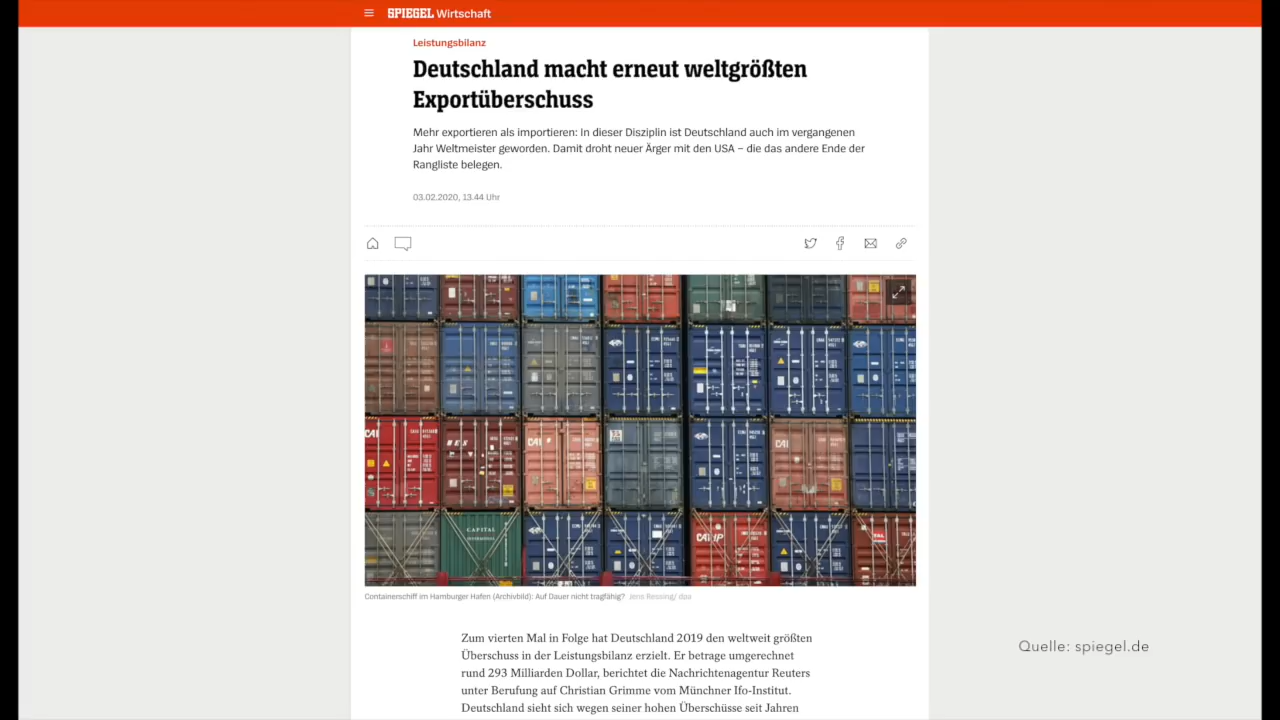 SPIEGEL Wirtschaft
Leistungsbilanz
Deutschland macht erneut weltgrößten
Exportüberschuss
Mehr exportieren als importieren: In dieser Disziplin ist Deutschland auch im vergangenen
Jahr Weltmeister geworden. Damit droht neuer Ärger mit den USA – die das andere Ende der
Rangliste belegen.
03.02.2020, 13.44 Uhr
CAI
CAI
CAI
CAPITAL
Containerschiff im Hamburger Hafen (Archivbild): Auf Dauer nicht tragfähig? Jens Ressing/ dpa
Zum vierten Mal in Folge hat Deutschland 2019 den weltweit größten
Überschuss in der Leistungsbilanz erzielt. Er betrage umgerechnet
rund 293 Milliarden Dollar, berichtet die Nachrichtenagentur Reuters
unter Berufung auf Christian Grimme vom Münchner Ifo-Institut.
Deutschland sieht sich wegen seiner hohen Überschüsse seit Jahren
Quelle: spiegel.de